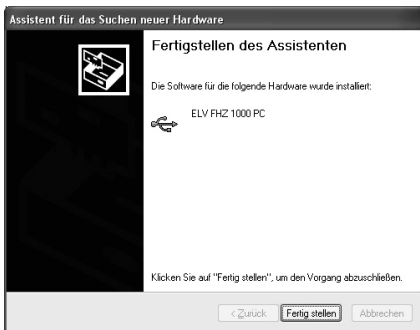 Assistent für das Suchen neuer Hardware
Fertigstellen des Assistenten
Die Software für die folgende Hardware wurde installiert:
ELV FHZ 1000 PC
Klicken Sie auf "Fertig stellen", um den Vorgang abzuschließen.
< Zurück Fertig stellen Abbrechen